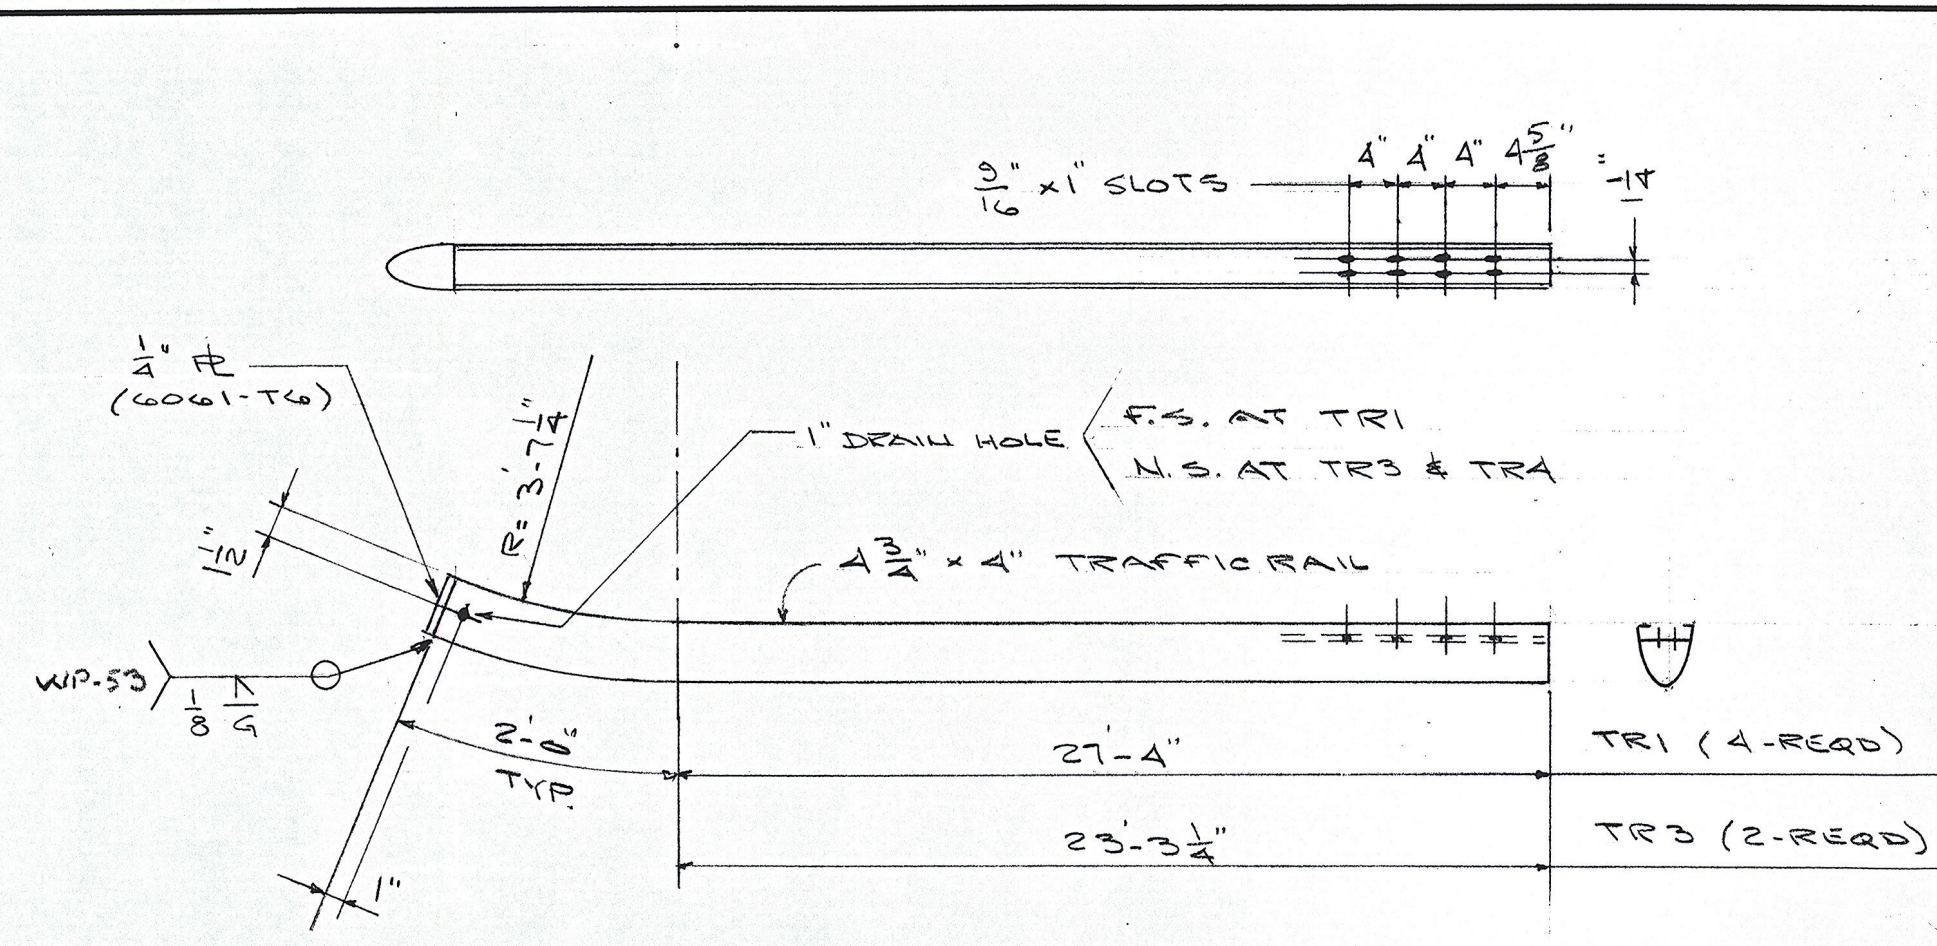 4" 4" 4" 4 5/8"
1 1/4"
9/16" x 1" SLOTS
1/4" PL
(6061-T6)
R= 3'-7 1/4"
1" DRAIN HOLE
F.S. AT TR1
N.S. AT TR3 & TR4
1 1/2"
4 3/4" x 4" TRAFFIC RAIL
WP-53
1/8
G
2'-0"
TYP.
27'-4"
TR1 (4-REQD)
23'-3 1/4"
TR3 (2-REQD)
1"